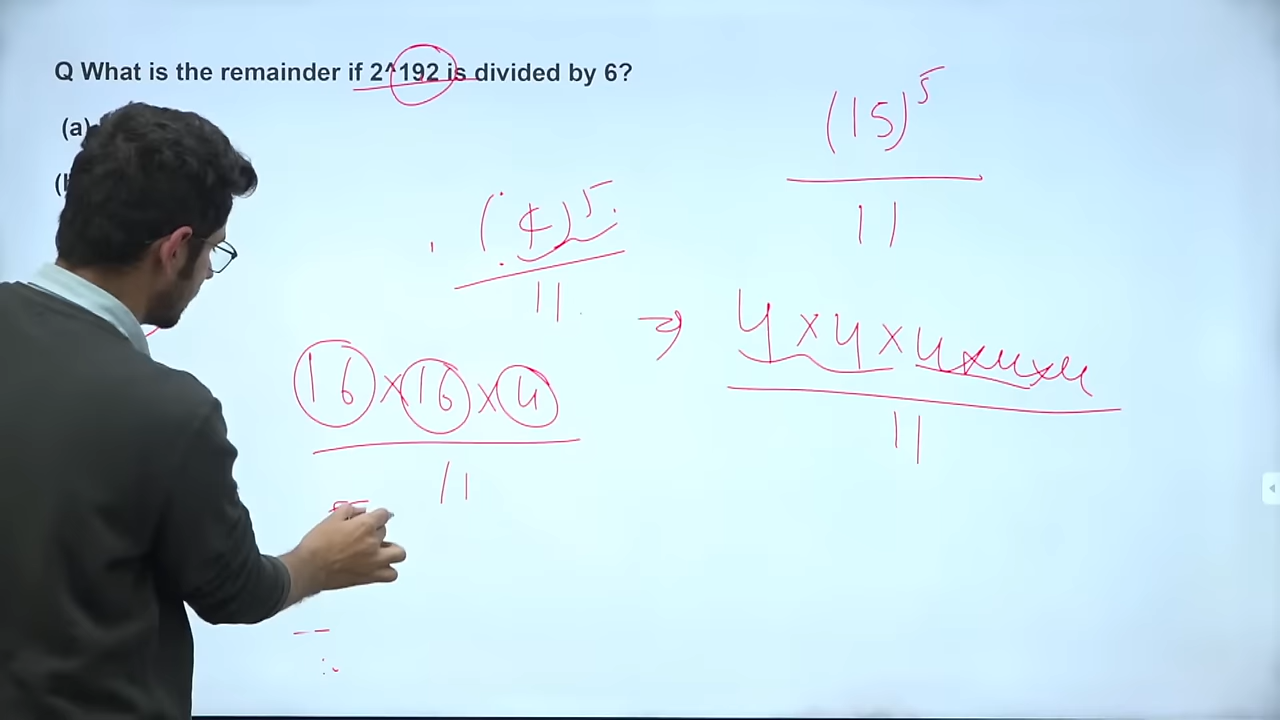 Q What is the remainder if 2^192 is divided by 6?
(a)
(15)^5
11
(4)^5
11
⇒ 4 x 4 x 4 x 4 x 4
11
16 x 16 x 4
11